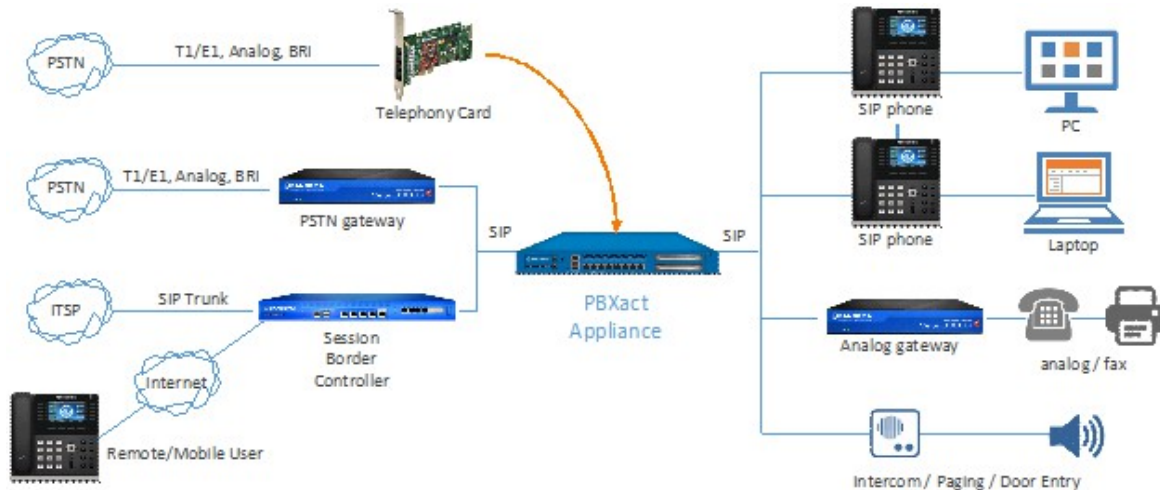 PSTN
T1/E1, Analog, BRI
Telephony Card
PSTN
T1/E1, Analog, BRI
PSTN gateway
SIP
ITSP
SIP Trunk
Session
Border
Controller
Internet
Remote/Mobile User
PBXact
Appliance
SIP
SIP phone
PC
SIP phone
Laptop
Analog gateway
analog / fax
Intercom / Paging / Door Entry